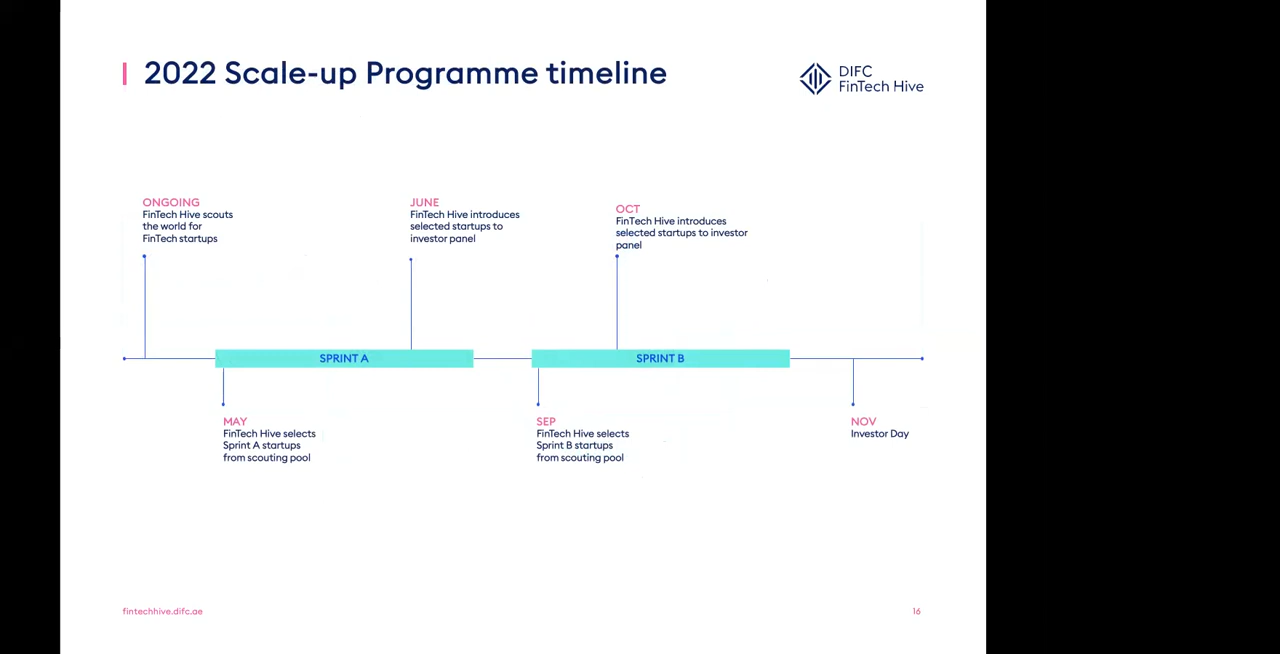 2022 Scale-up Programme timeline
DIFC
FinTech Hive
ONGOING
FinTech Hive scouts
the world for
FinTech startups
JUNE
FinTech Hive introduces
selected startups to
investor panel
OCT
FinTech Hive introduces
selected startups to investor
panel
SPRINT A
SPRINT B
MAY
FinTech Hive selects
Sprint A startups
from scouting pool
SEP
FinTech Hive selects
Sprint B startups
from scouting pool
NOV
Investor Day
fintechhive.difc.ae
16